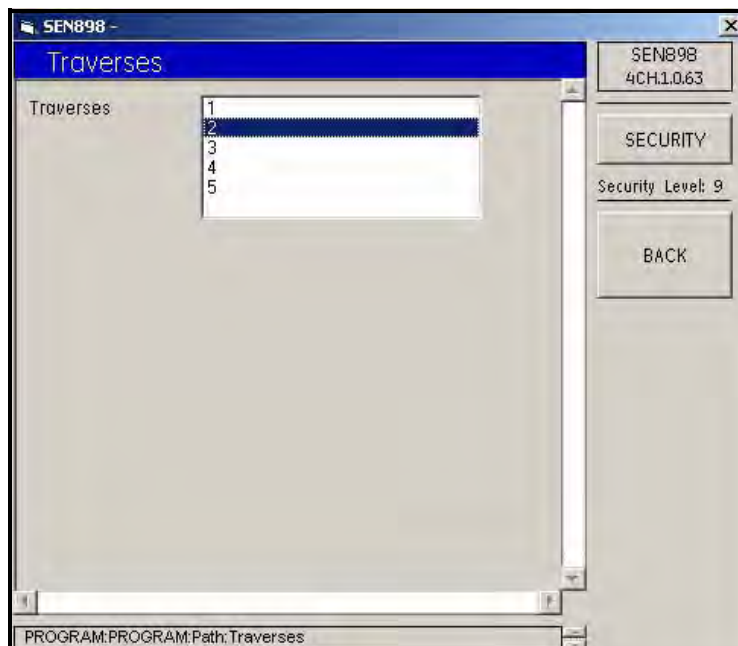 SEN898 -
Traverses
SEN898
4CH.1.0.63
Traverses
1
2
3
4
5
SECURITY
Security Level: 9
BACK
PROGRAM:PROGRAM:Path:Traverses